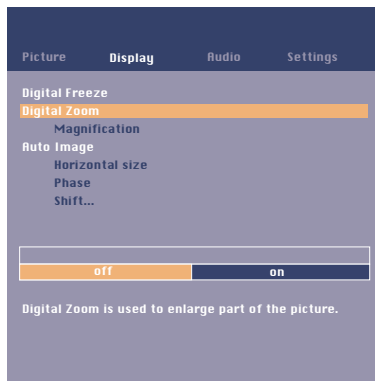 Picture Display Audio Settings
Digital Freeze
Digital Zoom
Magnification
Auto Image
Horizontal size
Phase
Shift...
off on
Digital Zoom is used to enlarge part of the picture.